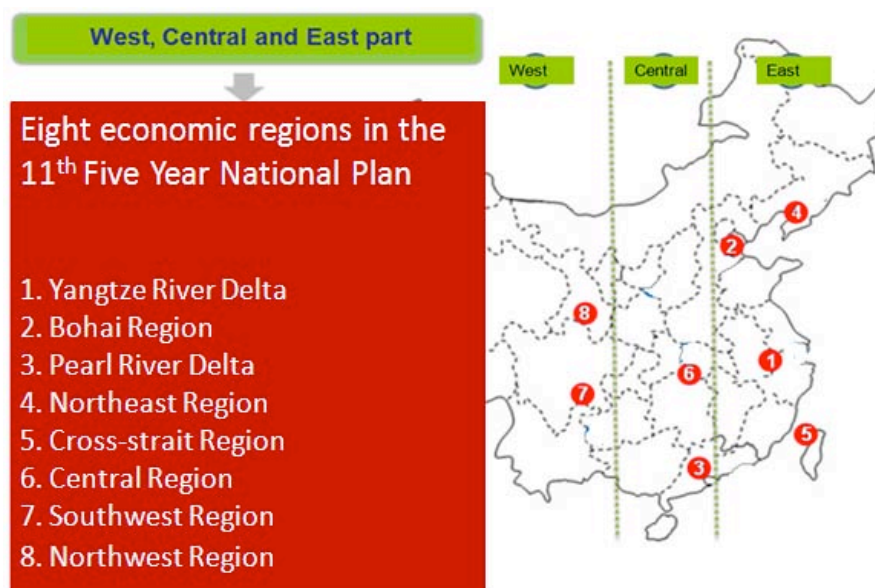 West, Central and East part
West
Central
East
Eight economic regions in the
11th Five Year National Plan
1. Yangtze River Delta
2. Bohai Region
3. Pearl River Delta
4. Northeast Region
5. Cross-strait Region
6. Central Region
7. Southwest Region
8. Northwest Region
4
2
8
1
6
7
5
3